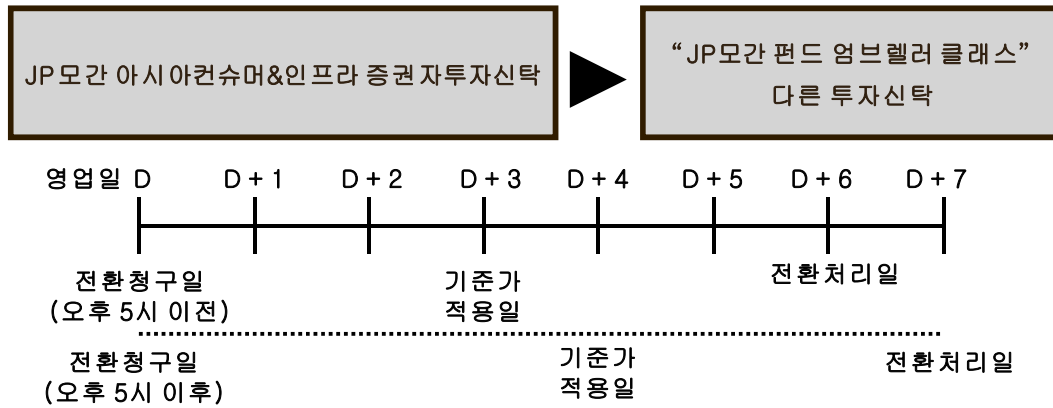 JP모간 아시아컨슈머&인프라 증권자투자신탁
“JP모간 펀드 엄브렐러 클래스”
다른 투자신탁
영업일 D D + 1 D + 2 D + 3 D + 4 D + 5 D + 6 D + 7
전환청구일
(오후 5시 이전)
기준가
적용일
전환처리일
전환청구일
(오후 5시 이후)
기준가
적용일
전환처리일